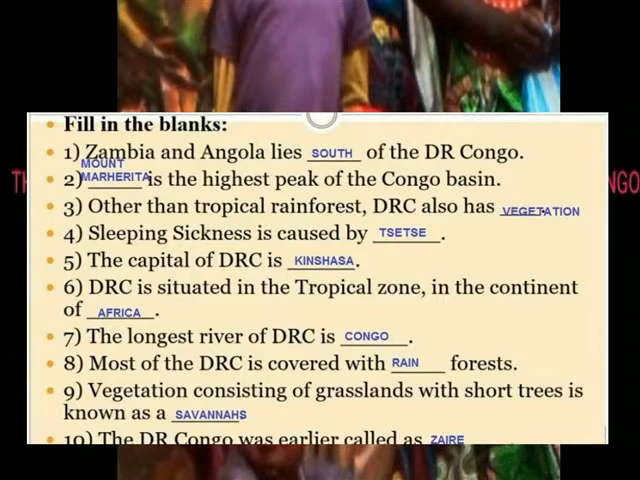 Fill in the blanks:
1) Zambia and Angola lies SOUTH of the DR Congo.
2) MOUNT MARHERITA is the highest peak of the Congo basin.
3) Other than tropical rainforest, DRC also has VEGETATION.
4) Sleeping Sickness is caused by TSETSE.
5) The capital of DRC is KINSHASA.
6) DRC is situated in the Tropical zone, in the continent
of AFRICA.
7) The longest river of DRC is CONGO.
8) Most of the DRC is covered with RAIN forests.
9) Vegetation consisting of grasslands with short trees is
known as a SAVANNAHS
10) The DR Congo was earlier called as ZAIRE